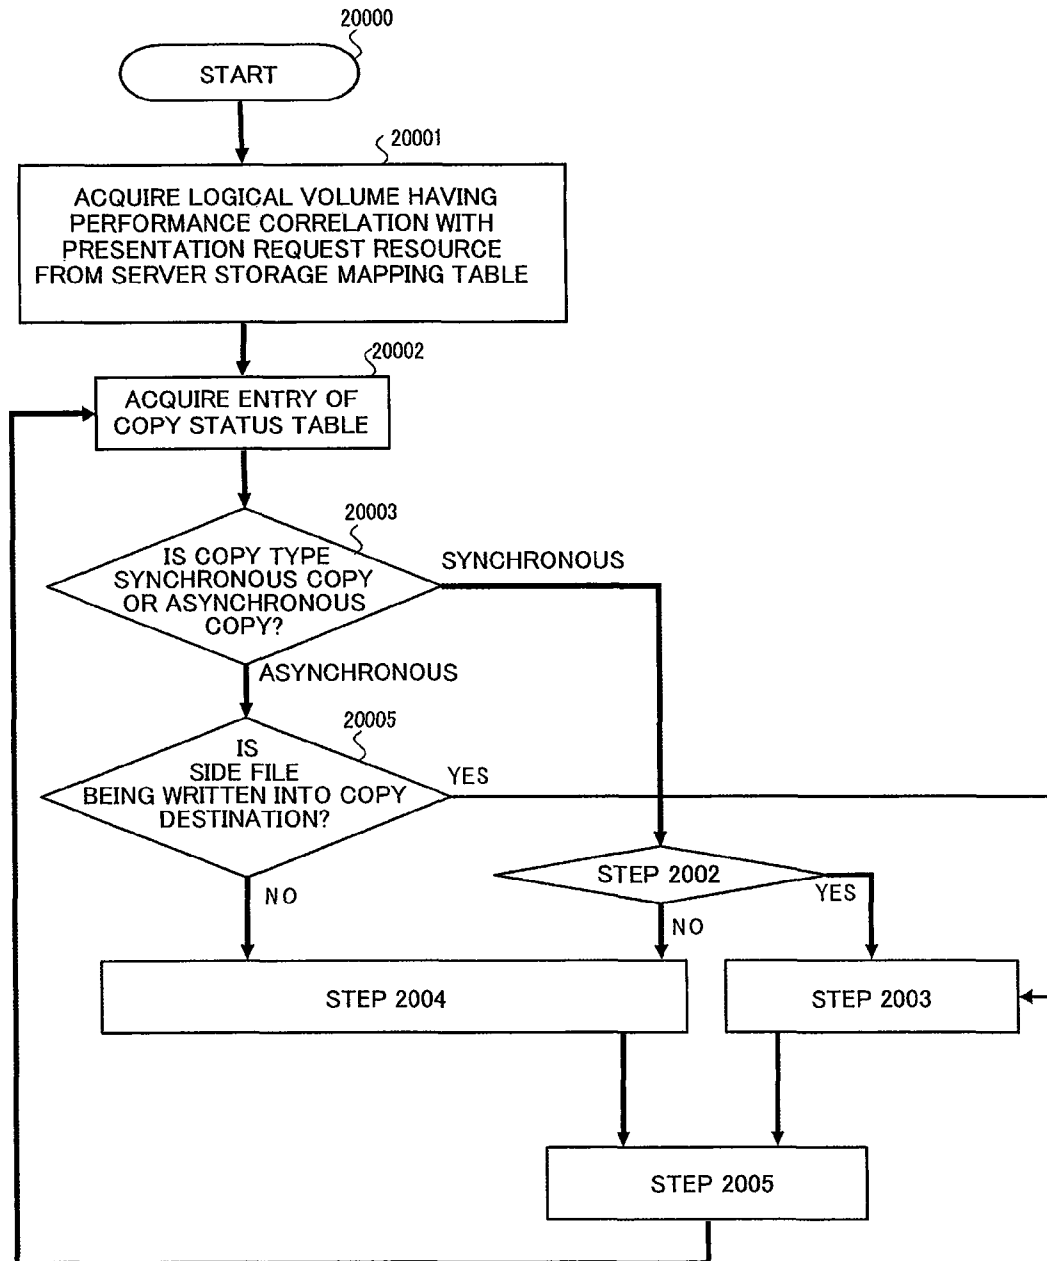 20000
START
20001
ACQUIRE LOGICAL VOLUME HAVING
PERFORMANCE CORRELATION WITH
PRESENTATION REQUEST RESOURCE
FROM SERVER STORAGE MAPPING TABLE
20002
ACQUIRE ENTRY OF
COPY STATUS TABLE
20003
IS COPY TYPE
SYNCHRONOUS COPY
OR ASYNCHRONOUS
COPY?
SYNCHRONOUS
ASYNCHRONOUS
20005
IS
SIDE FILE
BEING WRITTEN INTO COPY
DESTINATION?
YES
NO
STEP 2002
YES
NO
STEP 2004
STEP 2003
STEP 2005